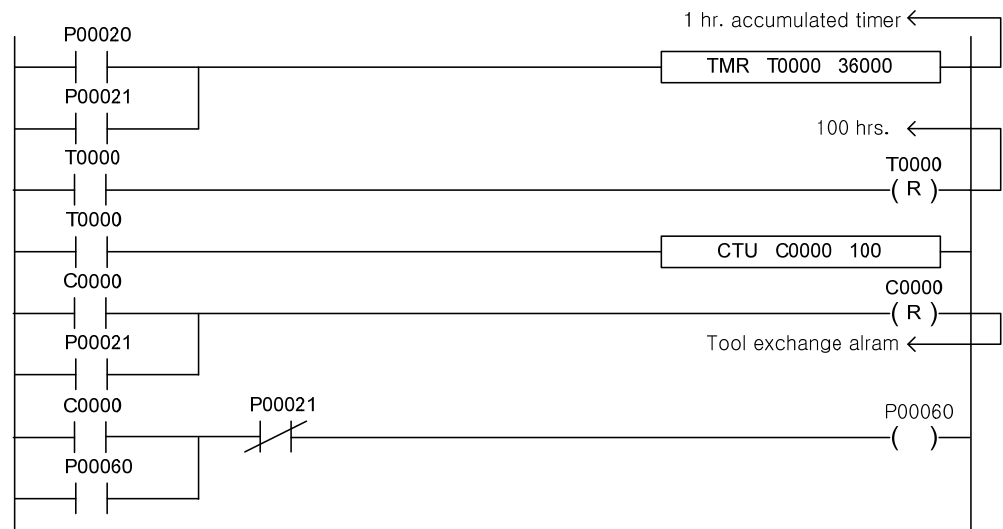 1 hr. accumulated timer
P00020
TMR T0000 36000
P00021
100 hrs.
T0000
T0000
( R )
T0000
CTU C0000 100
C0000
C0000
( R )
P00021
Tool exchange alram
C0000
P00021
P00060
( )
P00060